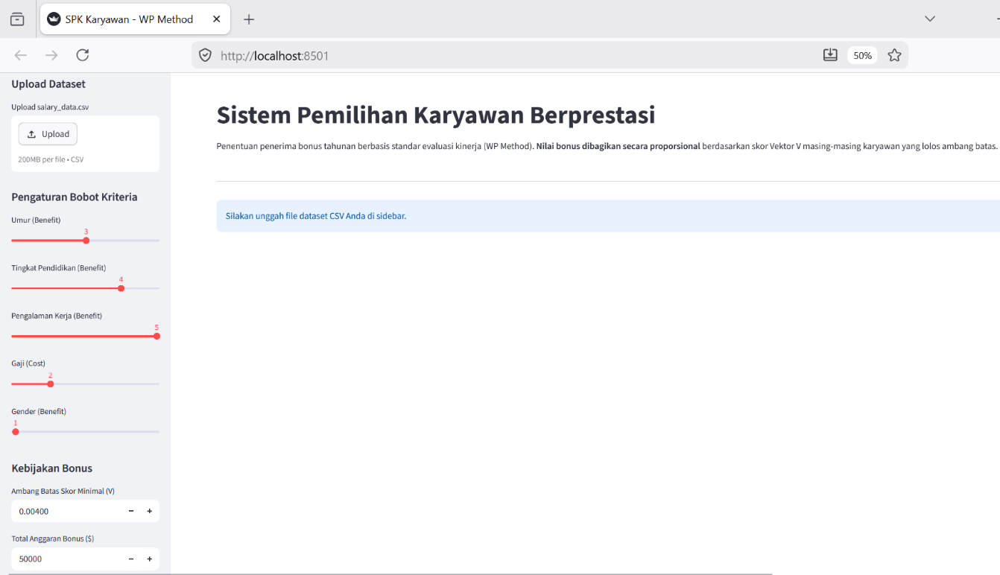 SPK Karyawan - WP Method
http://localhost:8501
50%
Upload Dataset
Upload salary_data.csv
Upload
200MB per file • CSV
Pengaturan Bobot Kriteria
Umur (Benefit)
3
Tingkat Pendidikan (Benefit)
4
Pengalaman Kerja (Benefit)
5
Gaji (Cost)
2
Gender (Benefit)
1
Kebijakan Bonus
Ambang Batas Skor Minimal (V)
0.00400
Total Anggaran Bonus ($)
50000
Sistem Pemilihan Karyawan Berprestasi
Penentuan penerima bonus tahunan berbasis standar evaluasi kinerja (WP Method). Nilai bonus dibagikan secara proporsional berdasarkan skor Vektor V masing-masing karyawan yang lolos ambang batas.
Silakan unggah file dataset CSV Anda di sidebar.